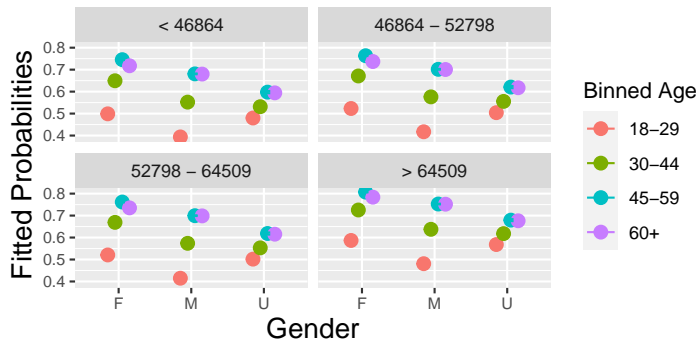 < 46864
46864 – 52798
0.8
0.7
0.6
0.5
0.4
52798 – 64509
> 64509
0.8
0.7
0.6
0.5
0.4
F
M
U
F
M
U
Fitted Probabilities
Gender
Binned Age
18–29
30–44
45–59
60+